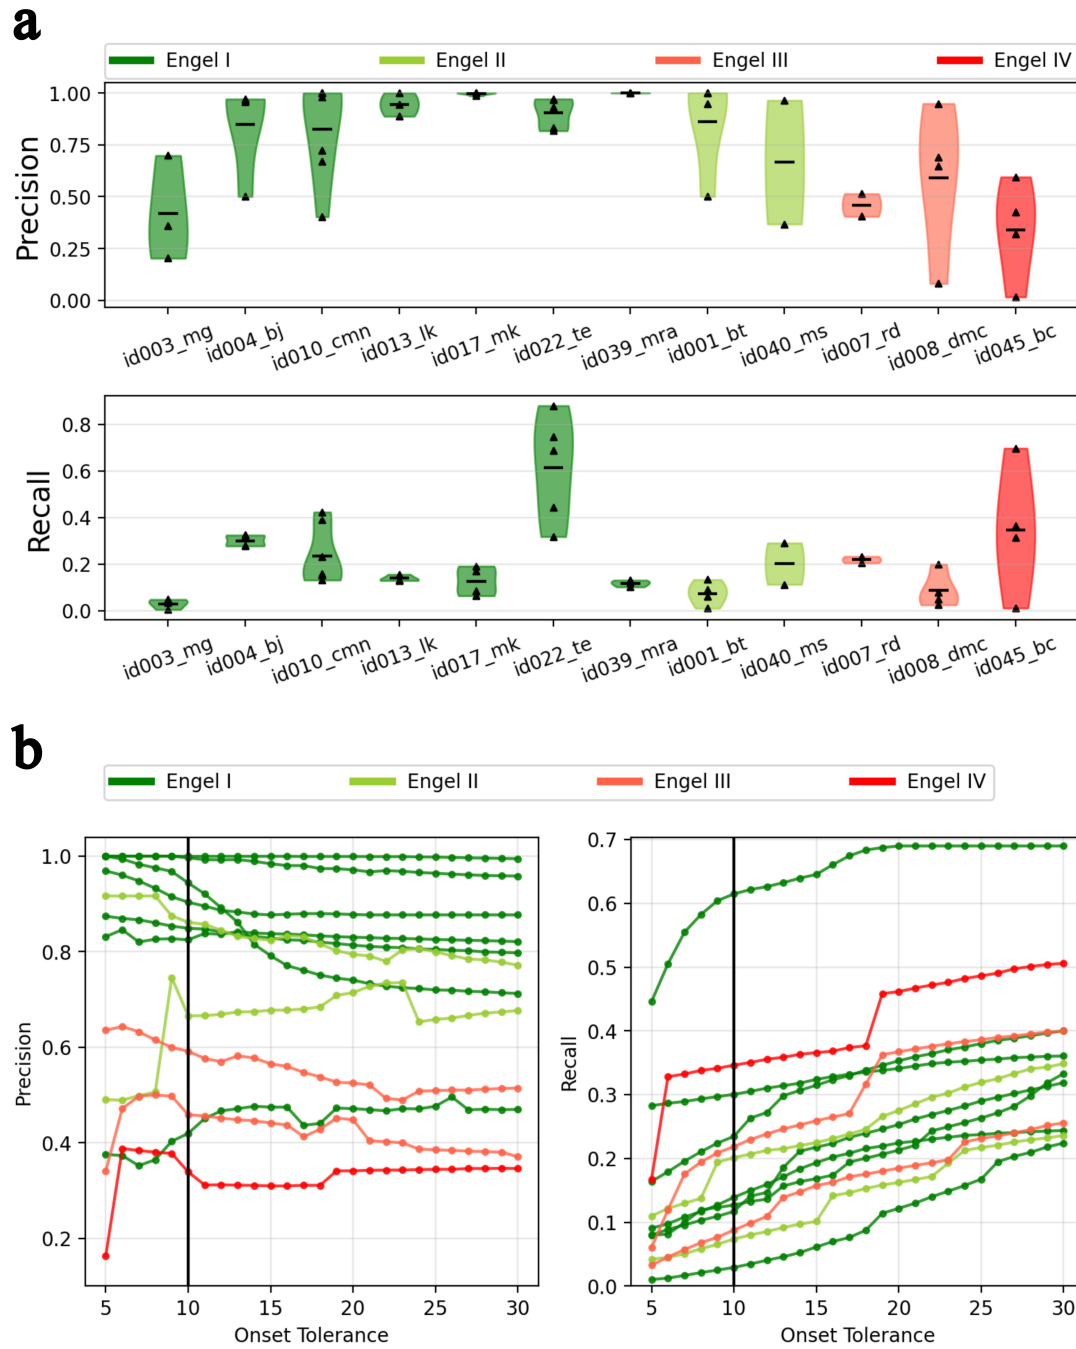 a
Engel I Engel II Engel III Engel IV
Precision
1.00
0.75
0.50
0.25
0.00
id003_mg id004_bj id010_cmn id013_lk id017_mk id022_te id039_mra id001_bt id040_ms id007_rd id008_dmc id045_bc
Recall
0.8
0.6
0.4
0.2
0.0
id003_mg id004_bj id010_cmn id013_lk id017_mk id022_te id039_mra id001_bt id040_ms id007_rd id008_dmc id045_bc
b
Engel I Engel II Engel III Engel IV
Precision
1.0
0.8
0.6
0.4
0.2
5 10 15 20 25 30
Onset Tolerance
Recall
0.7
0.6
0.5
0.4
0.3
0.2
0.1
0.0
5 10 15 20 25 30
Onset Tolerance